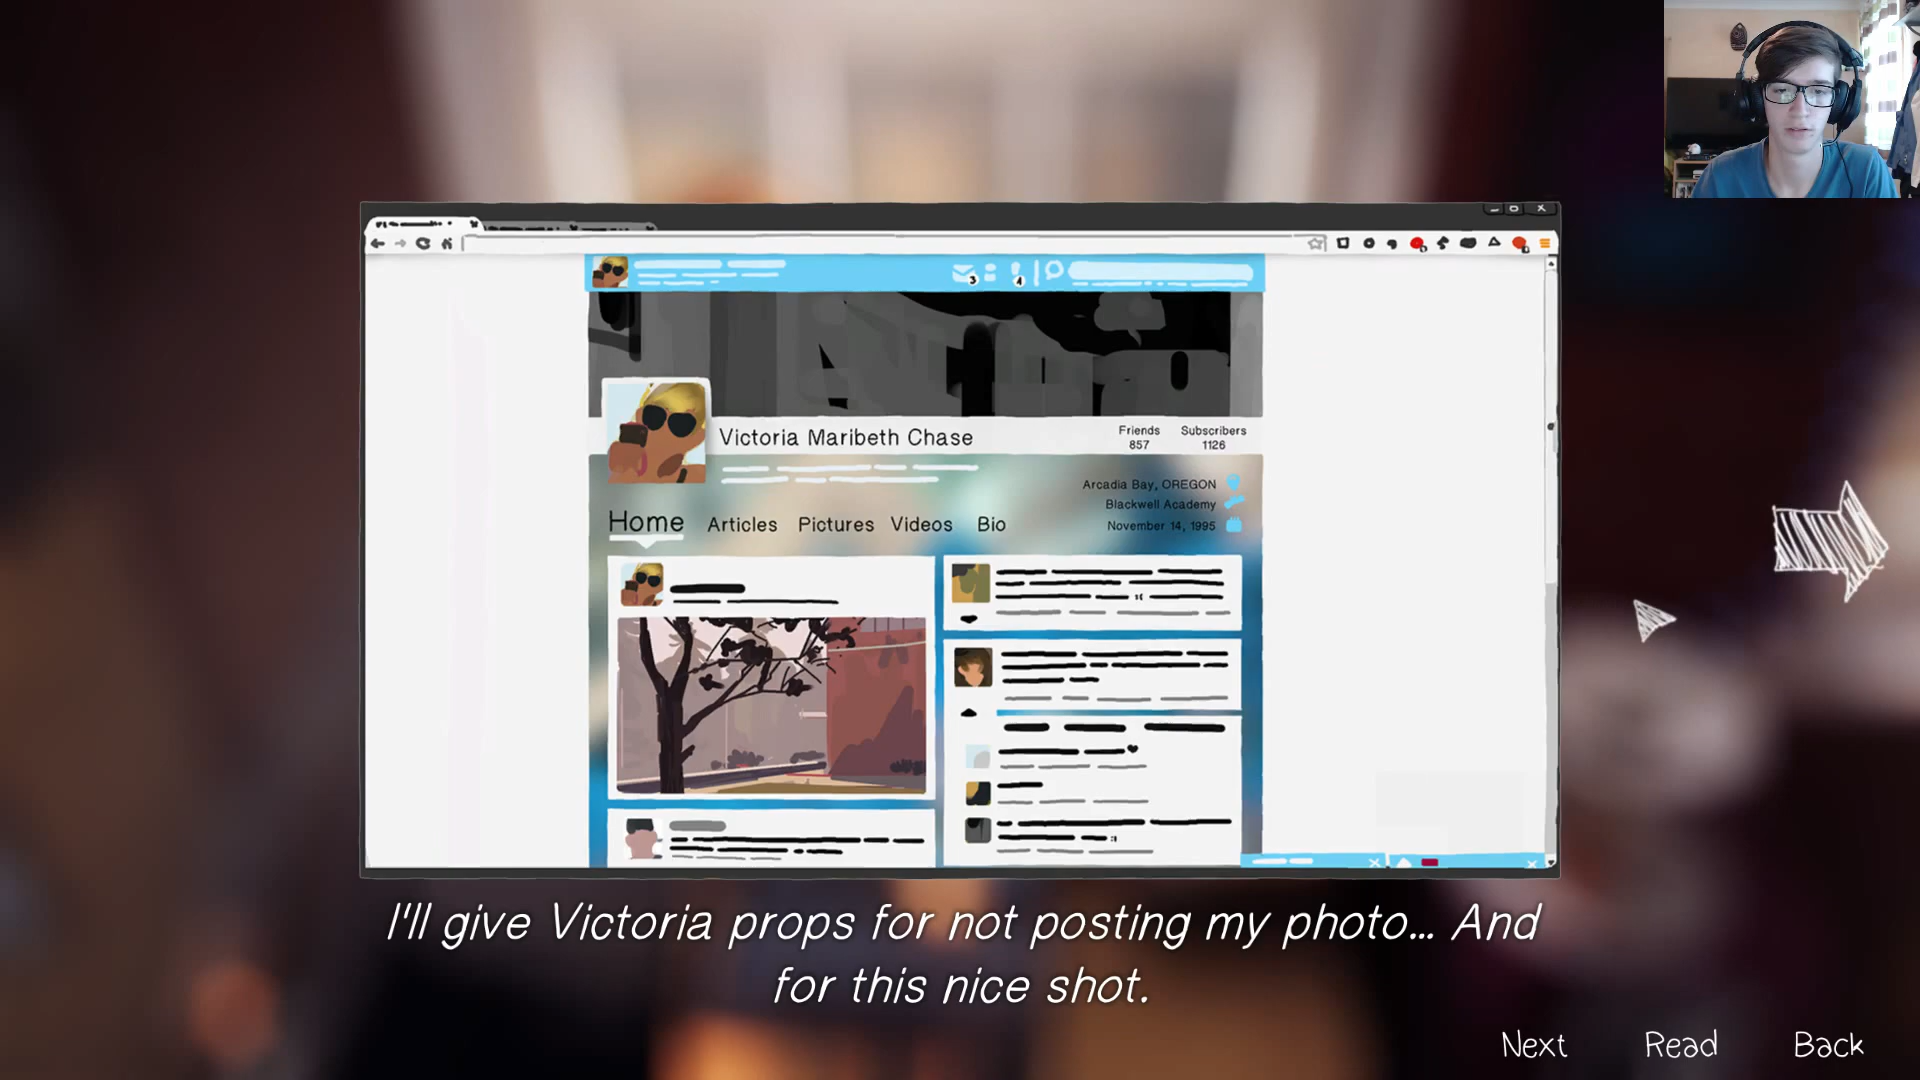 Victoria Maribeth Chase
Friends
857
Subscribers
1126
Arcadia Bay, OREGON
Blackwell Academy
November 14, 1995
Home Articles Pictures Videos Bio
I'll give Victoria props for not posting my photo... And
for this nice shot.
Next Read Back